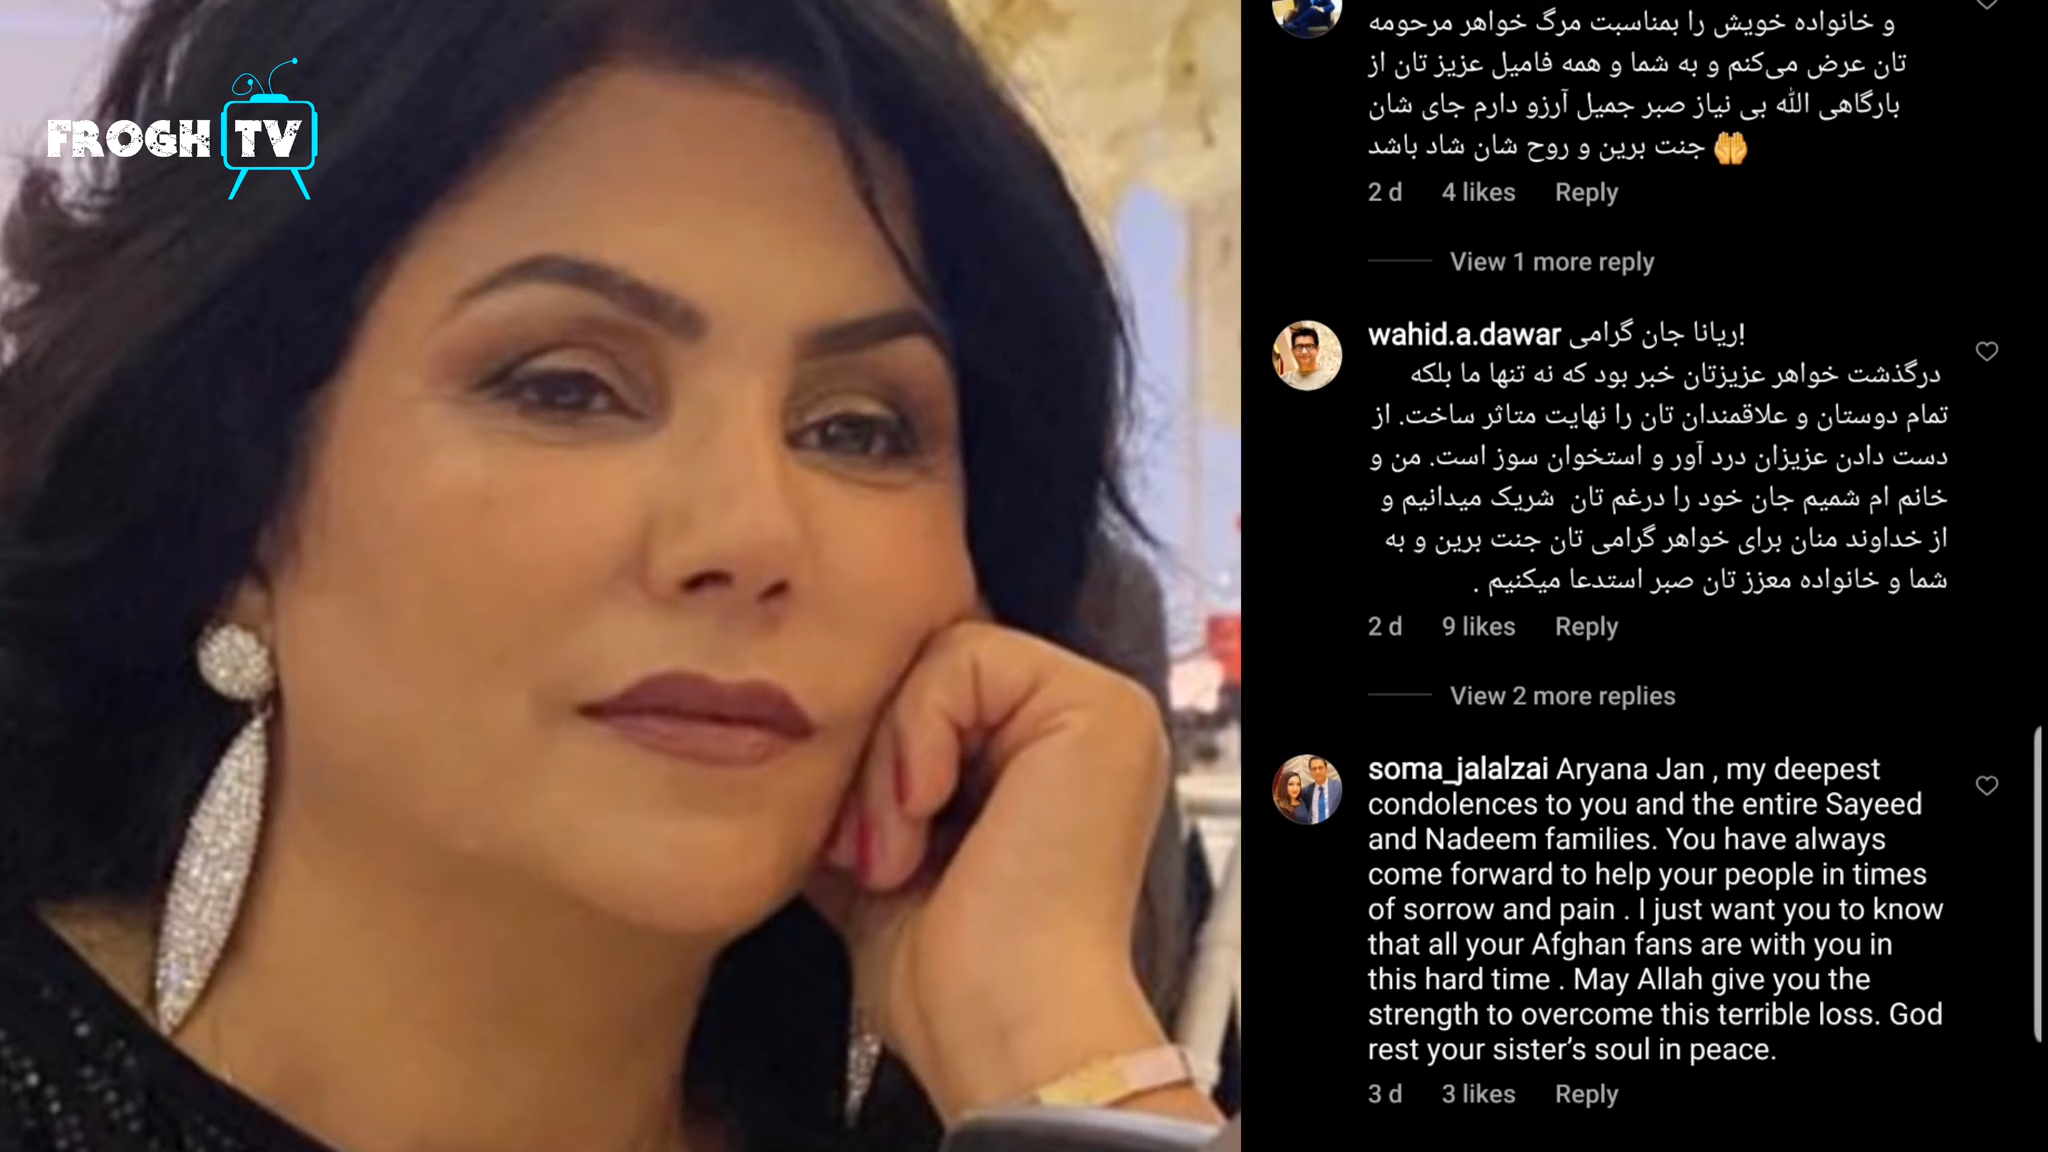 FROGH TV
و خانواده خویش را بمناسبت مرگ خواهر مرحومه
تان عرض می‌کنم و به شما و همه فامیل عزیز تان از
بارگاهی الله بی نیاز صبر جمیل آرزو دارم جای شان
جنت برین و روح شان شاد باشد 🤲
2 d 4 likes Reply
View 1 more reply
wahid.a.dawar ریانا جان گرامی!
درگذشت خواهر عزیزتان خبر بود که نه تنها ما بلکه
تمام دوستان و علاقمندان تان را نهایت متاثر ساخت. از
دست دادن عزیزان درد آور و استخوان سوز است. من و
خانم ام شمیم جان خود را درغم تان شریک میدانیم و
از خداوند منان برای خواهر گرامی تان جنت برین و به
شما و خانواده معزز تان صبر استدعا میکنیم .
2 d 9 likes Reply
View 2 more replies
soma_jalalzai Aryana Jan , my deepest
condolences to you and the entire Sayeed
and Nadeem families. You have always
come forward to help your people in times
of sorrow and pain . I just want you to know
that all your Afghan fans are with you in
this hard time . May Allah give you the
strength to overcome this terrible loss. God
rest your sister’s soul in peace.
3 d 3 likes Reply